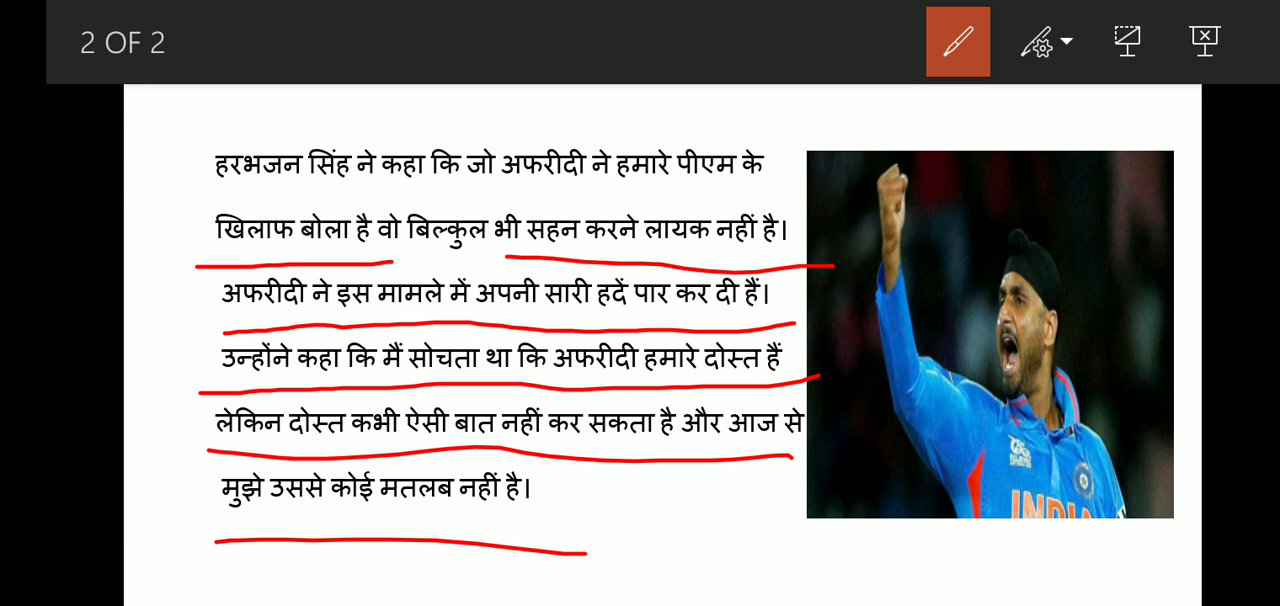 2 OF 2
हरभजन सिंह ने कहा कि जो अफरीदी ने हमारे पीएम के
खिलाफ बोला है वो बिल्कुल भी सहन करने लायक नहीं है।
अफरीदी ने इस मामले में अपनी सारी हदें पार कर दी हैं।
उन्होंने कहा कि मैं सोचता था कि अफरीदी हमारे दोस्त हैं
लेकिन दोस्त कभी ऐसी बात नहीं कर सकता है और आज से
मुझे उससे कोई मतलब नहीं है।
INDIA